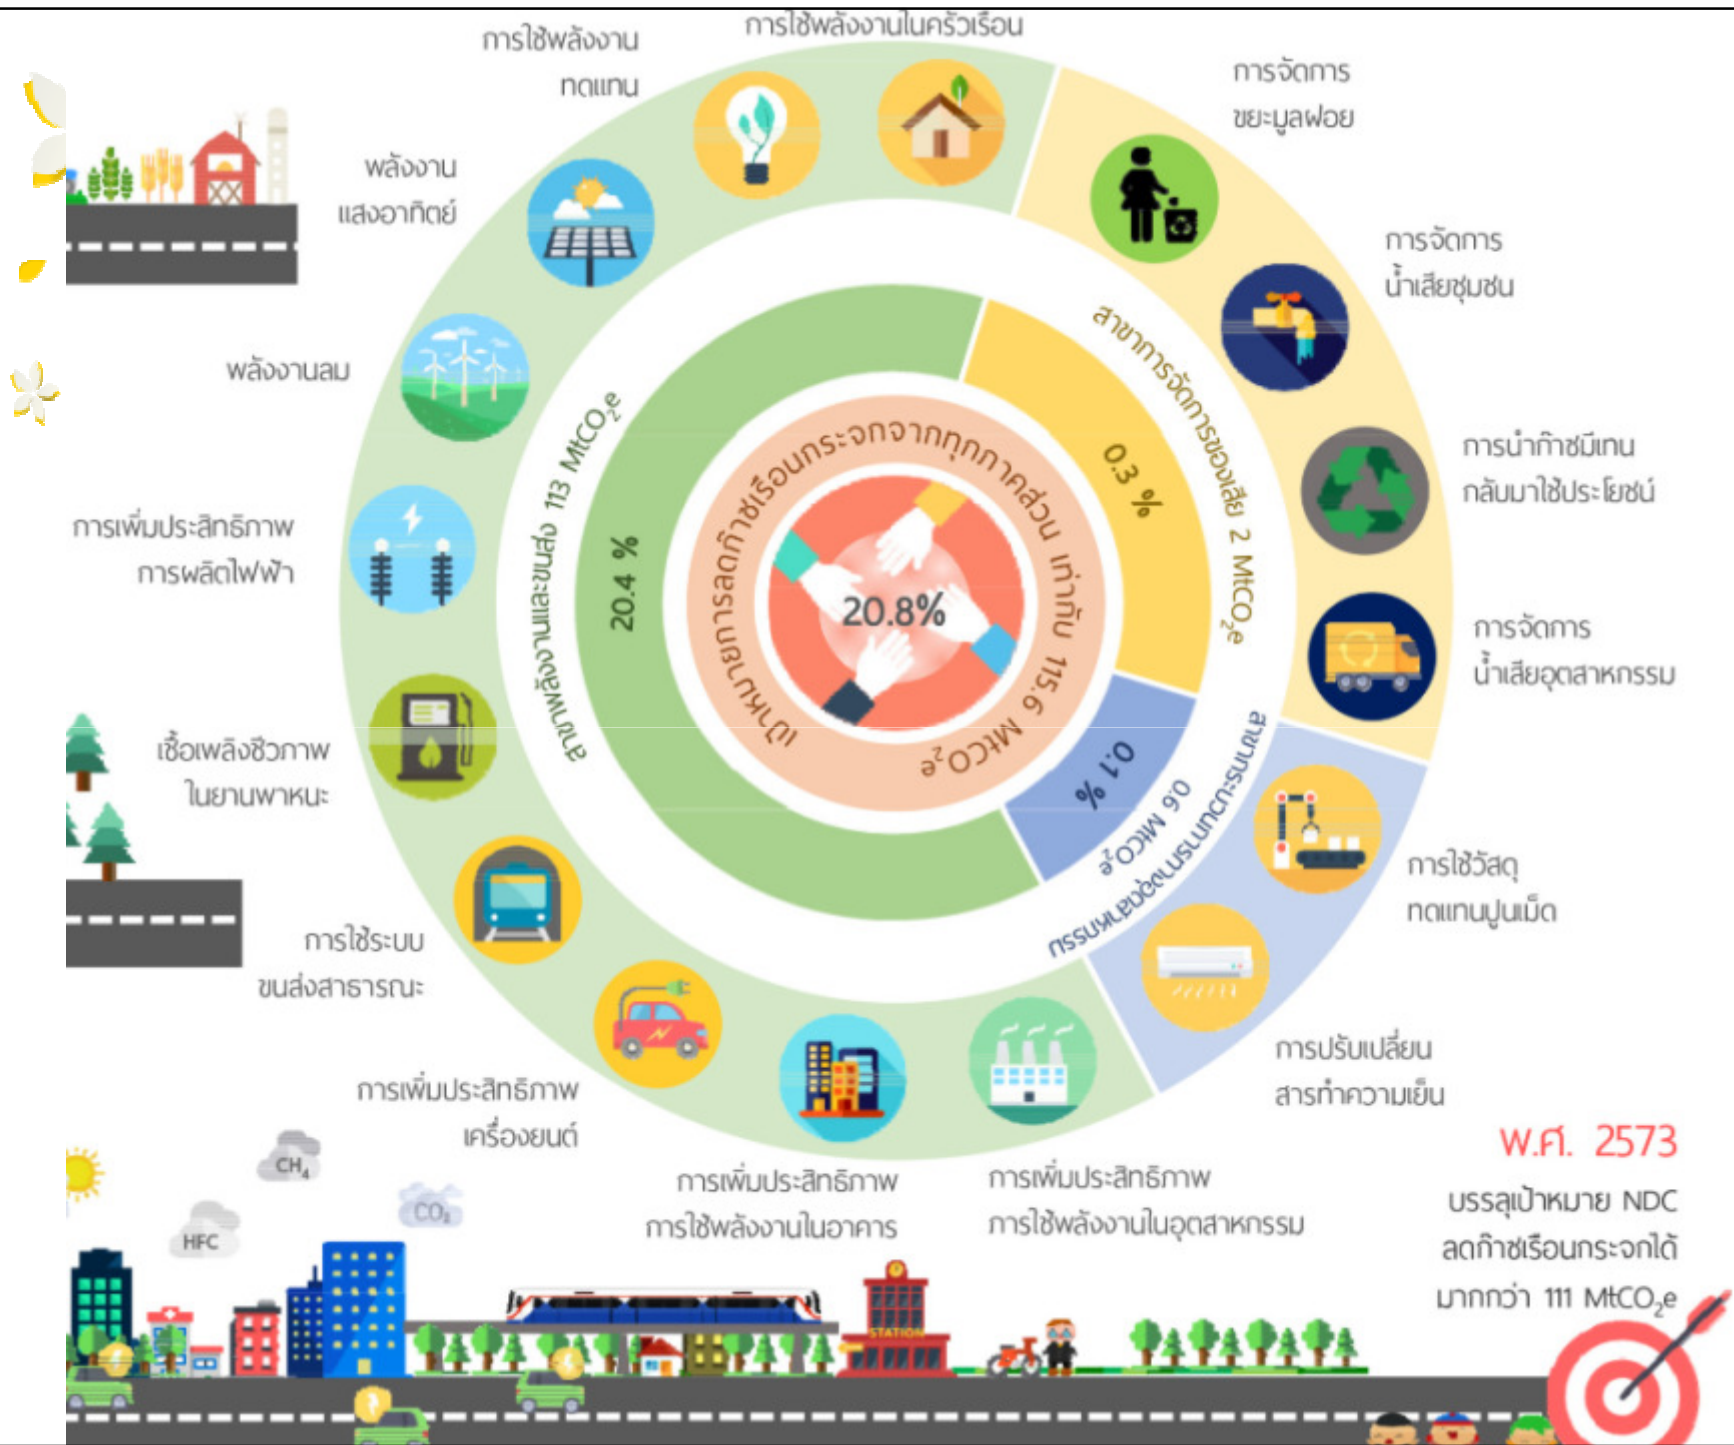 การใช้พลังงานในครัวเรือน
การใช้พลังงาน
ทดแทน
พลังงาน
แสงอาทิตย์
พลังงานลม
การเพิ่มประสิทธิภาพ
การผลิตไฟฟ้า
เชื้อเพลิงชีวภาพ
ในยานพาหนะ
การใช้ระบบ
ขนส่งสาธารณะ
การเพิ่มประสิทธิภาพ
เครื่องยนต์
การเพิ่มประสิทธิภาพ
การใช้พลังงานในอาคาร
การเพิ่มประสิทธิภาพ
การใช้พลังงานในอุตสาหกรรม
การจัดการ
ขยะมูลฝอย
การจัดการ
น้ำเสียชุมชน
การนำก๊าซมีเทน
กลับมาใช้ประโยชน์
การจัดการ
น้ำเสียอุตสาหกรรม
การใช้วัสดุ
ทดแทนปูนเม็ด
การปรับเปลี่ยน
สารทำความเย็น
สาขาพลังงานและขนส่ง 113 MtCO₂e
20.4 %
สาขาการจัดการของเสีย 2 MtCO₂e
0.3 %
สาขากระบวนการทางอุตสาหกรรม
0.6 MtCO₂e
0.1 %
เป้าหมายการลดก๊าซเรือนกระจกจากทุกภาคส่วน เท่ากับ 115.6 MtCO₂e
20.8%
CH₄
CO₂
HFC
STATION
พ.ศ. 2573
บรรลุเป้าหมาย NDC
ลดก๊าซเรือนกระจกได้
มากกว่า 111 MtCO₂e